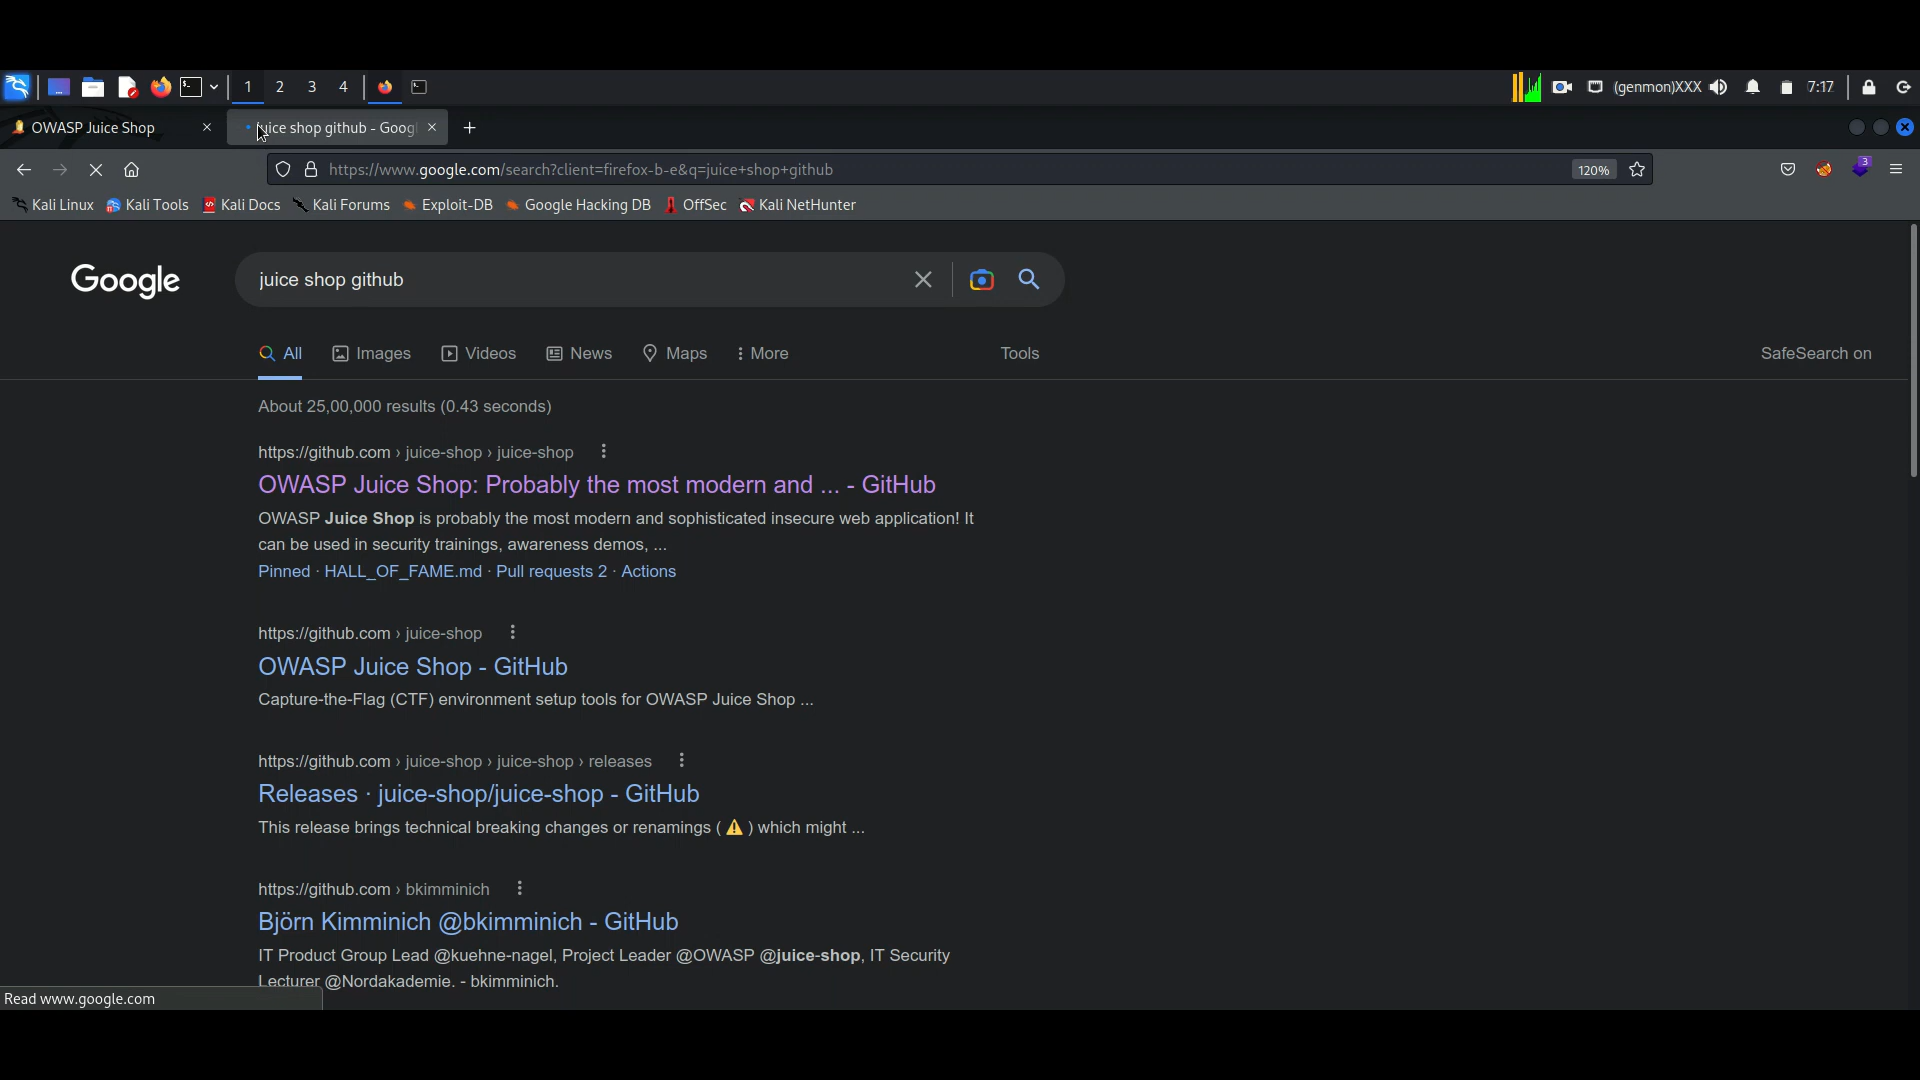 1 2 3 4 (genmon)XXX 7:17
OWASP Juice Shop juice shop github - Googl
https://www.google.com/search?client=firefox-b-e&q=juice+shop+github 120% 3
Kali Linux Kali Tools Kali Docs Kali Forums Exploit-DB Google Hacking DB OffSec Kali NetHunter
Google juice shop github
All Images Videos News Maps More Tools SafeSearch on
About 25,00,000 results (0.43 seconds)
https://github.com › juice-shop › juice-shop
OWASP Juice Shop: Probably the most modern and ... - GitHub
OWASP Juice Shop is probably the most modern and sophisticated insecure web application! It
can be used in security trainings, awareness demos, ...
Pinned · HALL_OF_FAME.md · Pull requests 2 · Actions
https://github.com › juice-shop
OWASP Juice Shop - GitHub
Capture-the-Flag (CTF) environment setup tools for OWASP Juice Shop ...
https://github.com › juice-shop › juice-shop › releases
Releases · juice-shop/juice-shop - GitHub
This release brings technical breaking changes or renamings ( ⚠️ ) which might ...
https://github.com › bkimminich
Björn Kimminich @bkimminich - GitHub
IT Product Group Lead @kuehne-nagel, Project Leader @OWASP @juice-shop, IT Security
Lecturer @Nordakademie. - bkimminich.
Read www.google.com